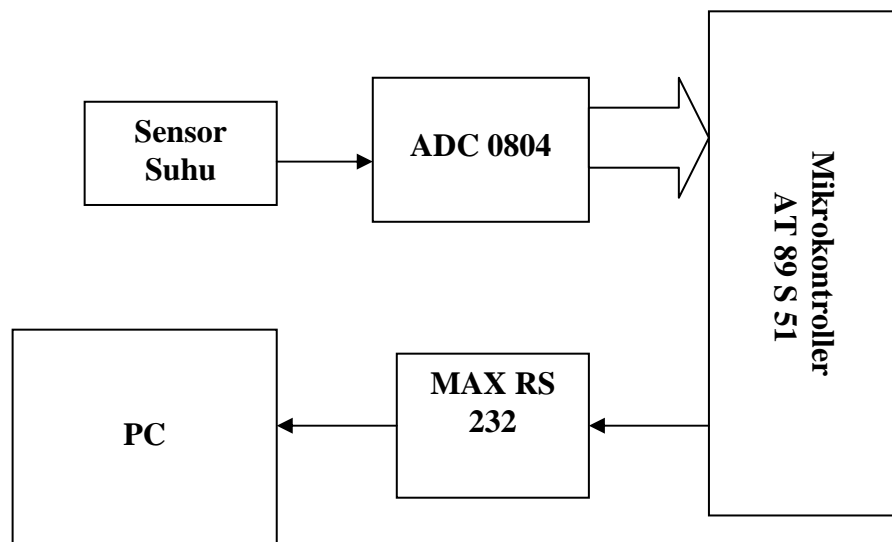 Sensor
Suhu
ADC 0804
Mikrokontroller
AT 89 S 51
MAX RS
232
PC